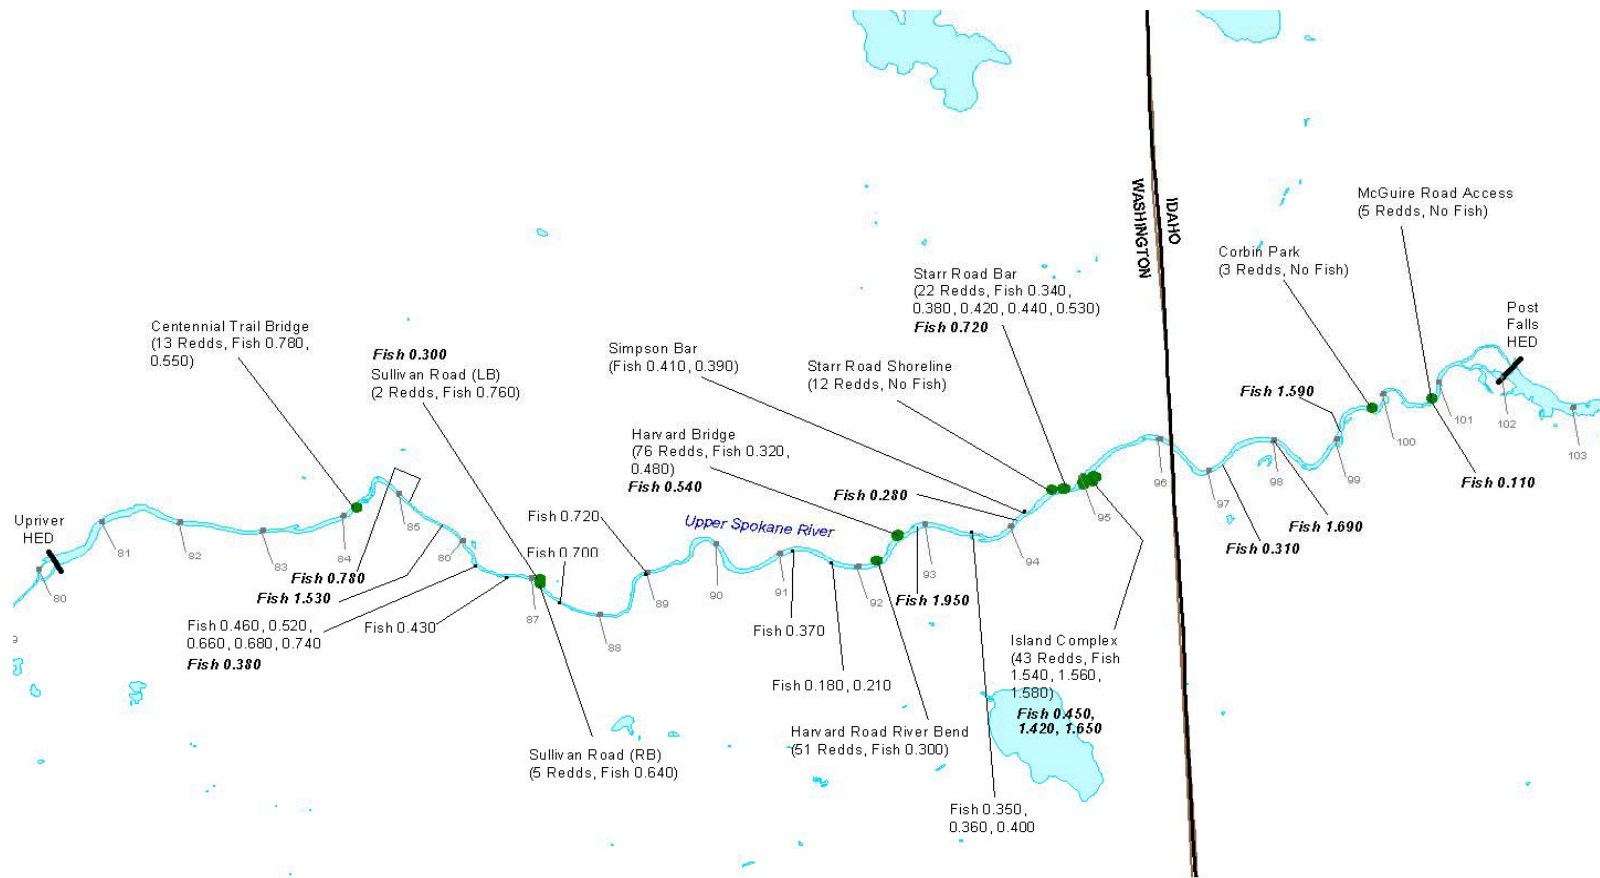 WASHINGTON
IDAHO
McGuire Road Access
(5 Redds, No Fish)
Corbin Park
(3 Redds, No Fish)
Starr Road Bar
(22 Redds, Fish 0.340,
0.380, 0.420, 0.440, 0.530)
Fish 0.720
Post
Falls
HED
Centennial Trail Bridge
(13 Redds, Fish 0.780,
0.550)
Fish 0.300
Sullivan Road (LB)
(2 Redds, Fish 0.760)
Simpson Bar
(Fish 0.410, 0.390)
Starr Road Shoreline
(12 Redds, No Fish)
Fish 1.590
Harvard Bridge
(76 Redds, Fish 0.320,
0.480)
Fish 0.540
Fish 0.280
Fish 0.110
Fish 1.690
Fish 0.310
Upriver
HED
Fish 0.720
Upper Spokane River
Fish 0.700
Fish 0.780
Fish 1.530
Fish 0.460, 0.520,
0.660, 0.680, 0.740
Fish 0.380
Fish 0.430
Fish 0.370
Fish 1.950
Fish 0.180, 0.210
Island Complex
(43 Redds, Fish
1.540, 1.560,
1.580)
Fish 0.450,
1.420, 1.650
Harvard Road River Bend
(51 Redds, Fish 0.300)
Sullivan Road (RB)
(5 Redds, Fish 0.640)
Fish 0.350,
0.360, 0.400
80
81
82
83
84
85
86
87
88
89
90
91
92
93
94
95
96
97
98
99
100
101
102
103